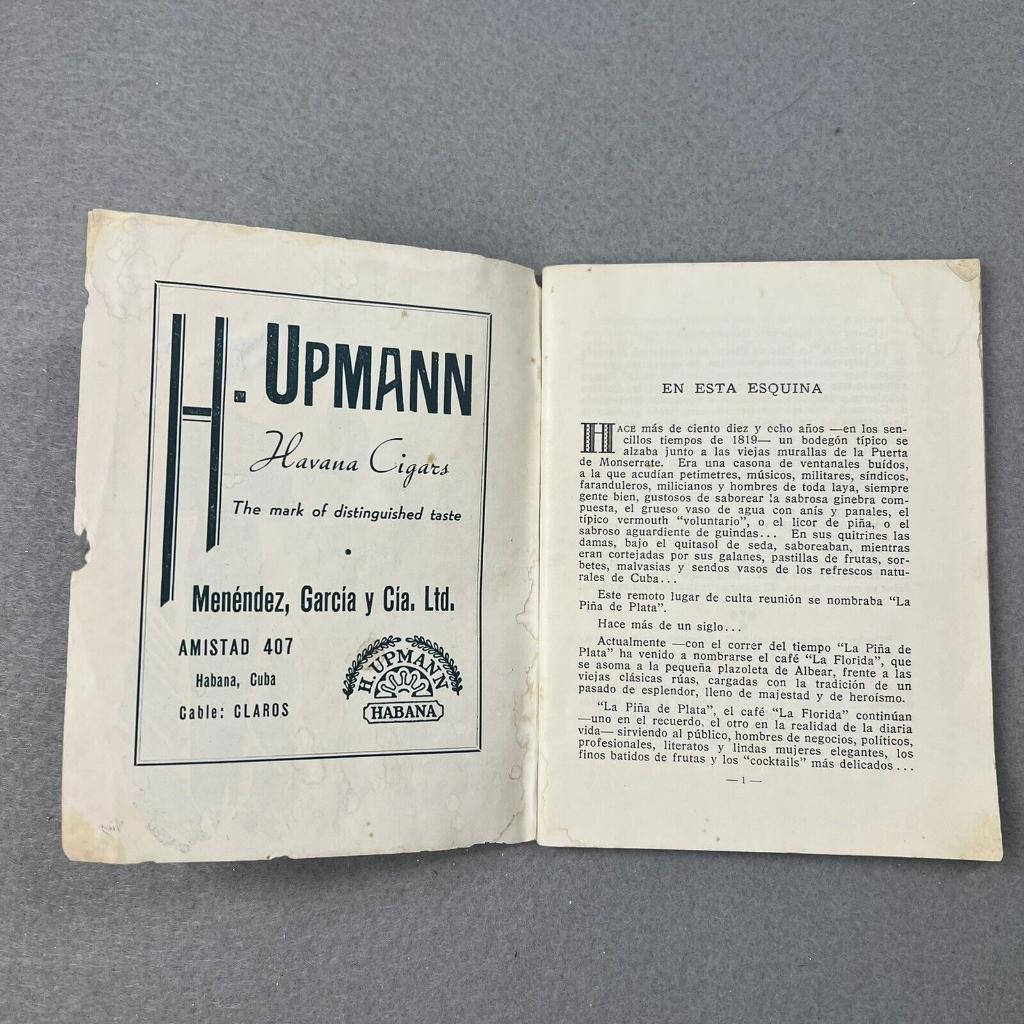 H. UPMANN
Havana Cigars
The mark of distinguished taste
Menéndez, García y Cía. Ltd.
AMISTAD 407
Habana, Cuba
Cable: CLAROS
H. UPMANN
HABANA
EN ESTA ESQUINA
HACE más de ciento diez y ocho años —en los sen-
cillos tiempos de 1819— un bodegón típico se
alzaba junto a las viejas murallas de la Puerta
de Monserrate. Era una casona de ventanales buídos,
a la que acudían petimetres, músicos, militares, síndicos,
faranduleros, milicianos y hombres de toda laya, siempre
gente bien, gustosos de saborear la sabrosa ginebra com-
puesta, el grueso vaso de agua con anís y panales, el
típico vermouth "voluntario", o el licor de piña, o el
sabroso aguardiente de guindas... En sus quitrines las
damas, bajo el quitasol de seda, saboreaban, mientras
eran cortejadas por sus galanes, pastillas de frutas, sor-
betes, malvasias y sendos vasos de los refrescos natu-
rales de Cuba...
Este remoto lugar de culta reunión se nombraba "La
Piña de Plata".
Hace más de un siglo...
Actualmente —con el correr del tiempo "La Piña de
Plata" ha venido a nombrarse el café "La Florida", que
se asoma a la pequeña plazoleta de Albear, frente a las
viejas clásicas rúas, cargadas con la tradición de un
pasado de esplendor, lleno de majestad y de heroísmo.
"La Piña de Plata", el café "La Florida" continúan
—uno en el recuerdo, el otro en la realidad de la diaria
vida— sirviendo al público, hombres de negocios, políticos,
profesionales, literatos y lindas mujeres elegantes, los
finos batidos de frutas y los "cocktails" más delicados...
—1—